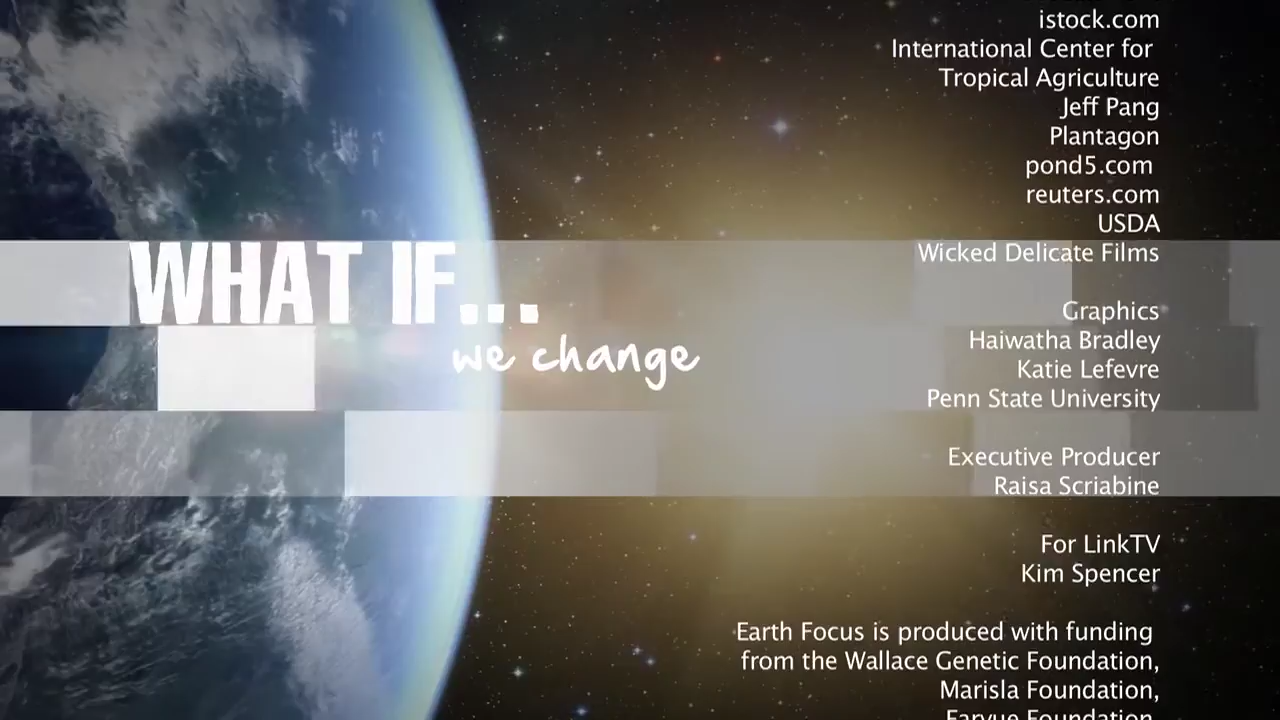 istock.com
International Center for
Tropical Agriculture
Jeff Pang
Plantagon
pond5.com
reuters.com
USDA
Wicked Delicate Films
WHAT IF...
we change
Graphics
Haiwatha Bradley
Katie Lefevre
Penn State University
Executive Producer
Raisa Scriabine
For LinkTV
Kim Spencer
Earth Focus is produced with funding
from the Wallace Genetic Foundation,
Marisla Foundation,
Farvue Foundation